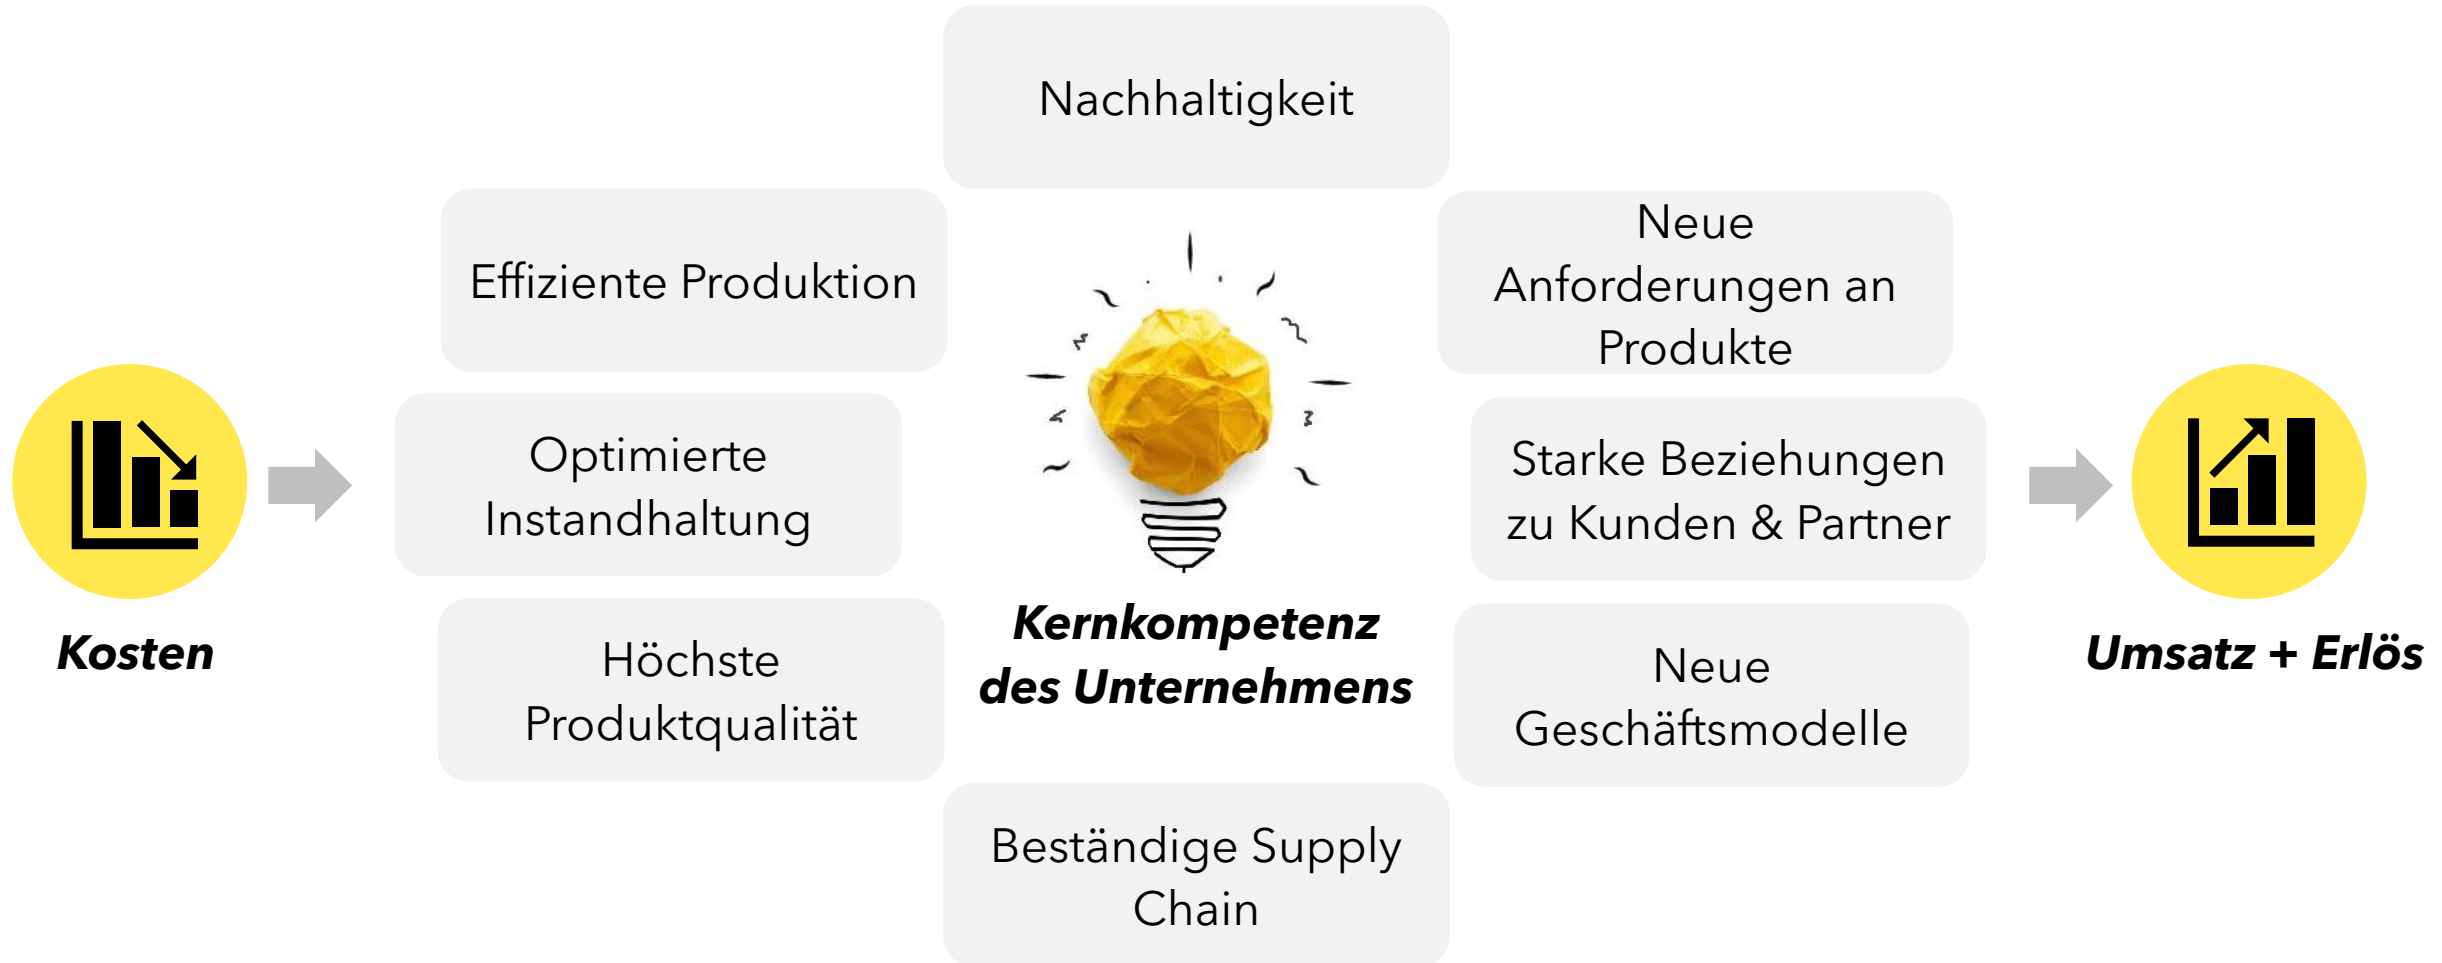 Nachhaltigkeit
Effiziente Produktion
Neue
Anforderungen an
Produkte
Optimierte
Instandhaltung
Starke Beziehungen
zu Kunden & Partner
Kosten
Höchste
Produktqualität
Kernkompetenz
des Unternehmens
Neue
Geschäftsmodelle
Umsatz + Erlös
Beständige Supply
Chain